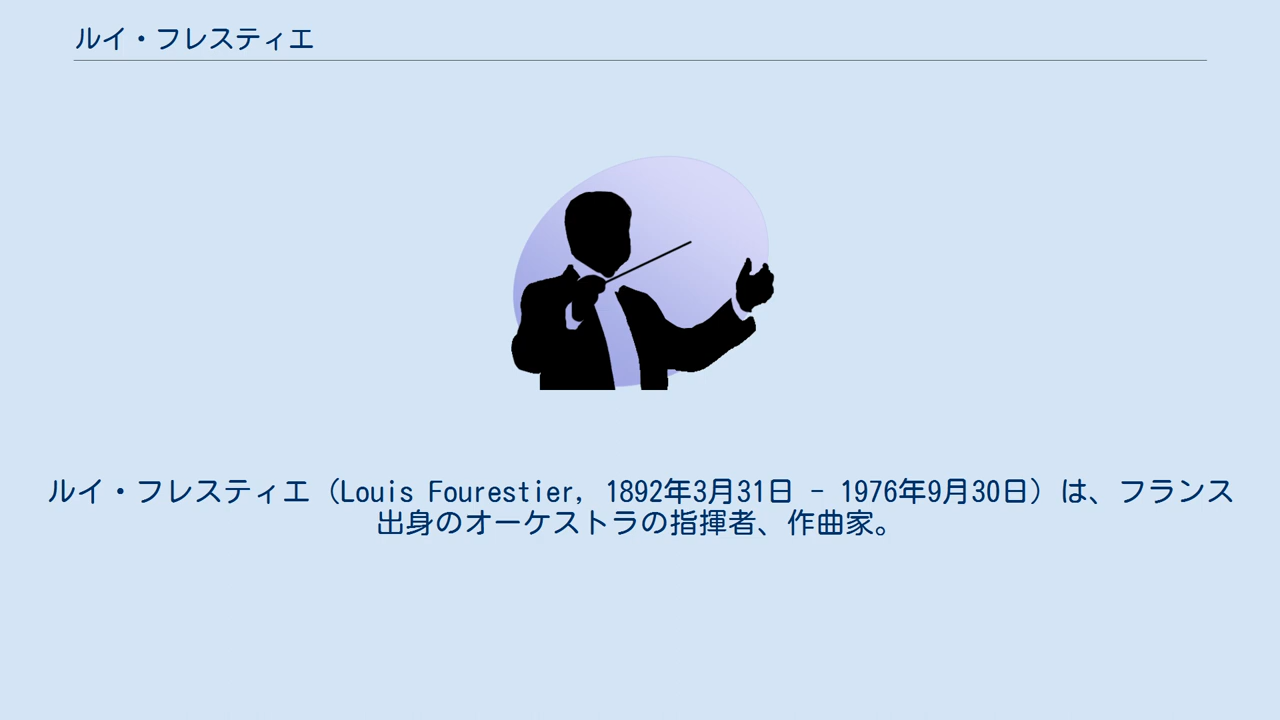 ルイ・フレスティエ
ルイ・フレスティエ（Louis Fourestier, 1892年3月31日 - 1976年9月30日）は、フランス
出身のオーケストラの指揮者、作曲家。